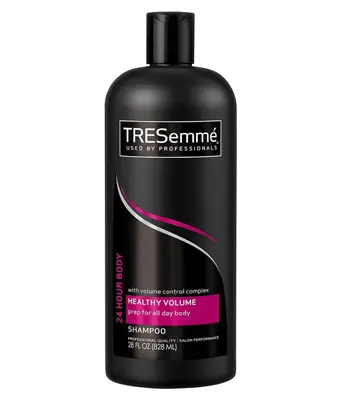 TRESemmé
USED BY PROFESSIONALS
24 HOUR BODY
with volume control complex
HEALTHY VOLUME
prep for all day body
SHAMPOO
PROFESSIONAL QUALITY / SALON PERFORMANCE
28 FL OZ (828 ML)